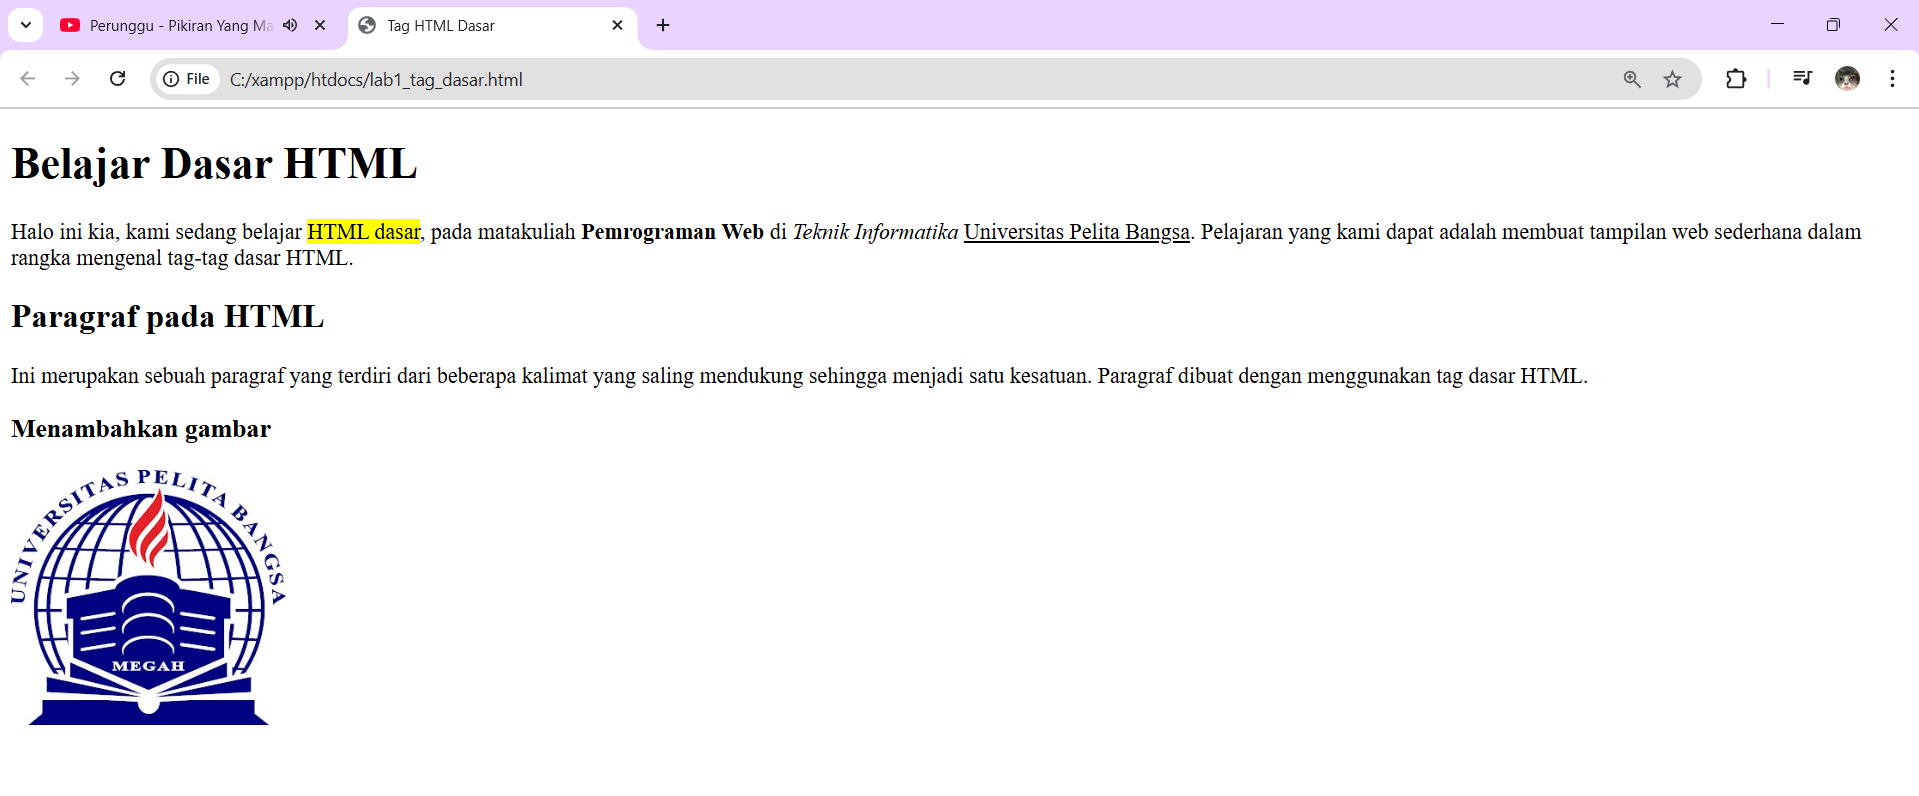 Perunggu - Pikiran Yang Ma
Tag HTML Dasar
File
C:/xampp/htdocs/lab1_tag_dasar.html
Belajar Dasar HTML
Halo ini kia, kami sedang belajar HTML dasar, pada matakuliah Pemrograman Web di Teknik Informatika Universitas Pelita Bangsa. Pelajaran yang kami dapat adalah membuat tampilan web sederhana dalam
rangka mengenal tag-tag dasar HTML.
Paragraf pada HTML
Ini merupakan sebuah paragraf yang terdiri dari beberapa kalimat yang saling mendukung sehingga menjadi satu kesatuan. Paragraf dibuat dengan menggunakan tag dasar HTML.
Menambahkan gambar
UNIVERSITAS PELITA BANGSA
MEGAH